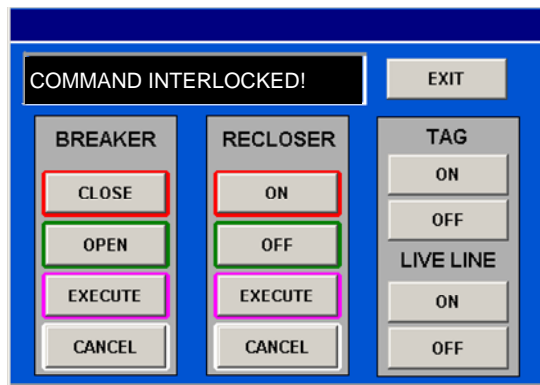 COMMAND INTERLOCKED!
EXIT
BREAKER
CLOSE
OPEN
EXECUTE
CANCEL
RECLOSER
ON
OFF
EXECUTE
CANCEL
TAG
ON
OFF
LIVE LINE
ON
OFF